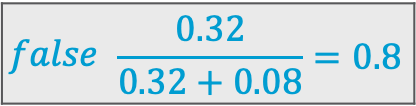 false 0.32 / (0.32 + 0.08) = 0.8